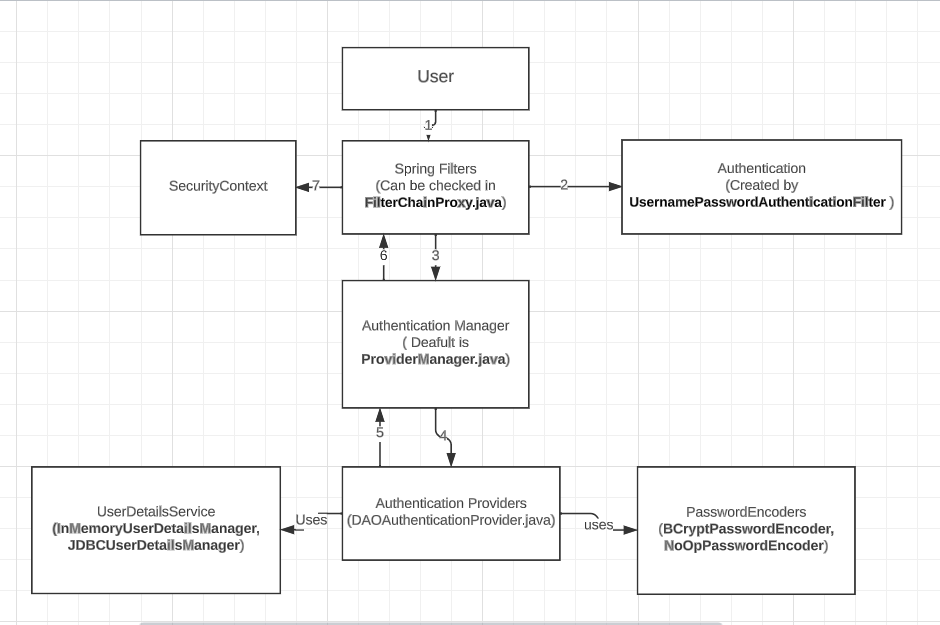 User
1
SecurityContext
7
Spring Filters
(Can be checked in
FilterChainProxy.java)
2
Authentication
(Created by
UsernamePasswordAuthenticationFilter )
6
3
Authentication Manager
( Deafult is
ProviderManager.java)
5
4
UserDetailsService
(InMemoryUserDetailsManager,
JDBCUserDetailsManager)
Uses
Authentication Providers
(DAOAuthenticationProvider.java)
uses
PasswordEncoders
(BCryptPasswordEncoder,
NoOpPasswordEncoder)